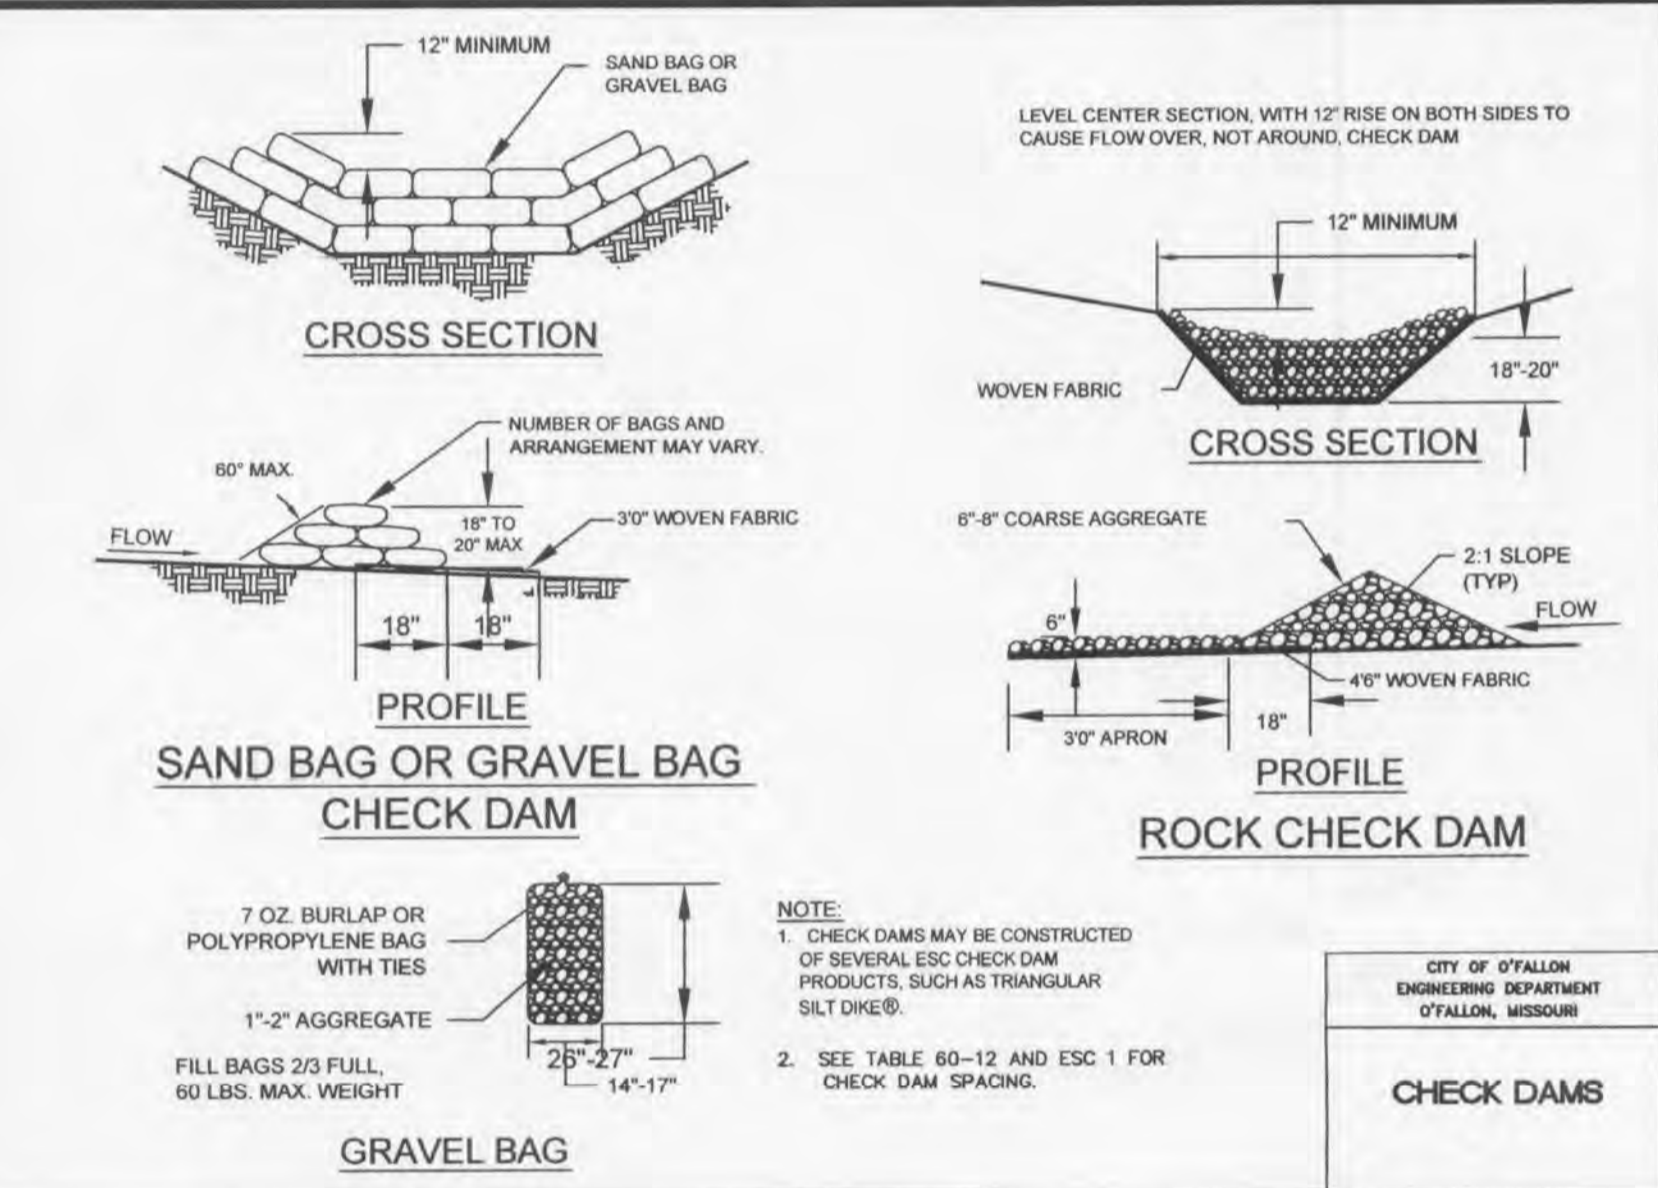 12" MINIMUM
SAND BAG OR
GRAVEL BAG
CROSS SECTION
NUMBER OF BAGS AND
ARRANGEMENT MAY VARY.
60° MAX.
FLOW
18" TO
20" MAX
3'0" WOVEN FABRIC
18"
18"
PROFILE
SAND BAG OR GRAVEL BAG
CHECK DAM
7 OZ. BURLAP OR
POLYPROPYLENE BAG
WITH TIES
1"-2" AGGREGATE
FILL BAGS 2/3 FULL,
60 LBS. MAX. WEIGHT
26"-27"
14"-17"
GRAVEL BAG
LEVEL CENTER SECTION, WITH 12" RISE ON BOTH SIDES TO
CAUSE FLOW OVER, NOT AROUND, CHECK DAM
12" MINIMUM
WOVEN FABRIC
18"-20"
CROSS SECTION
6"-8" COARSE AGGREGATE
2:1 SLOPE
(TYP)
FLOW
6"
4'6" WOVEN FABRIC
3'0" APRON
18"
PROFILE
ROCK CHECK DAM
NOTE:
1. CHECK DAMS MAY BE CONSTRUCTED
OF SEVERAL ESC CHECK DAM
PRODUCTS, SUCH AS TRIANGULAR
SILT DIKE®.
2. SEE TABLE 60-12 AND ESC 1 FOR
CHECK DAM SPACING.
CITY OF O'FALLON
ENGINEERING DEPARTMENT
O'FALLON, MISSOURI
CHECK DAMS